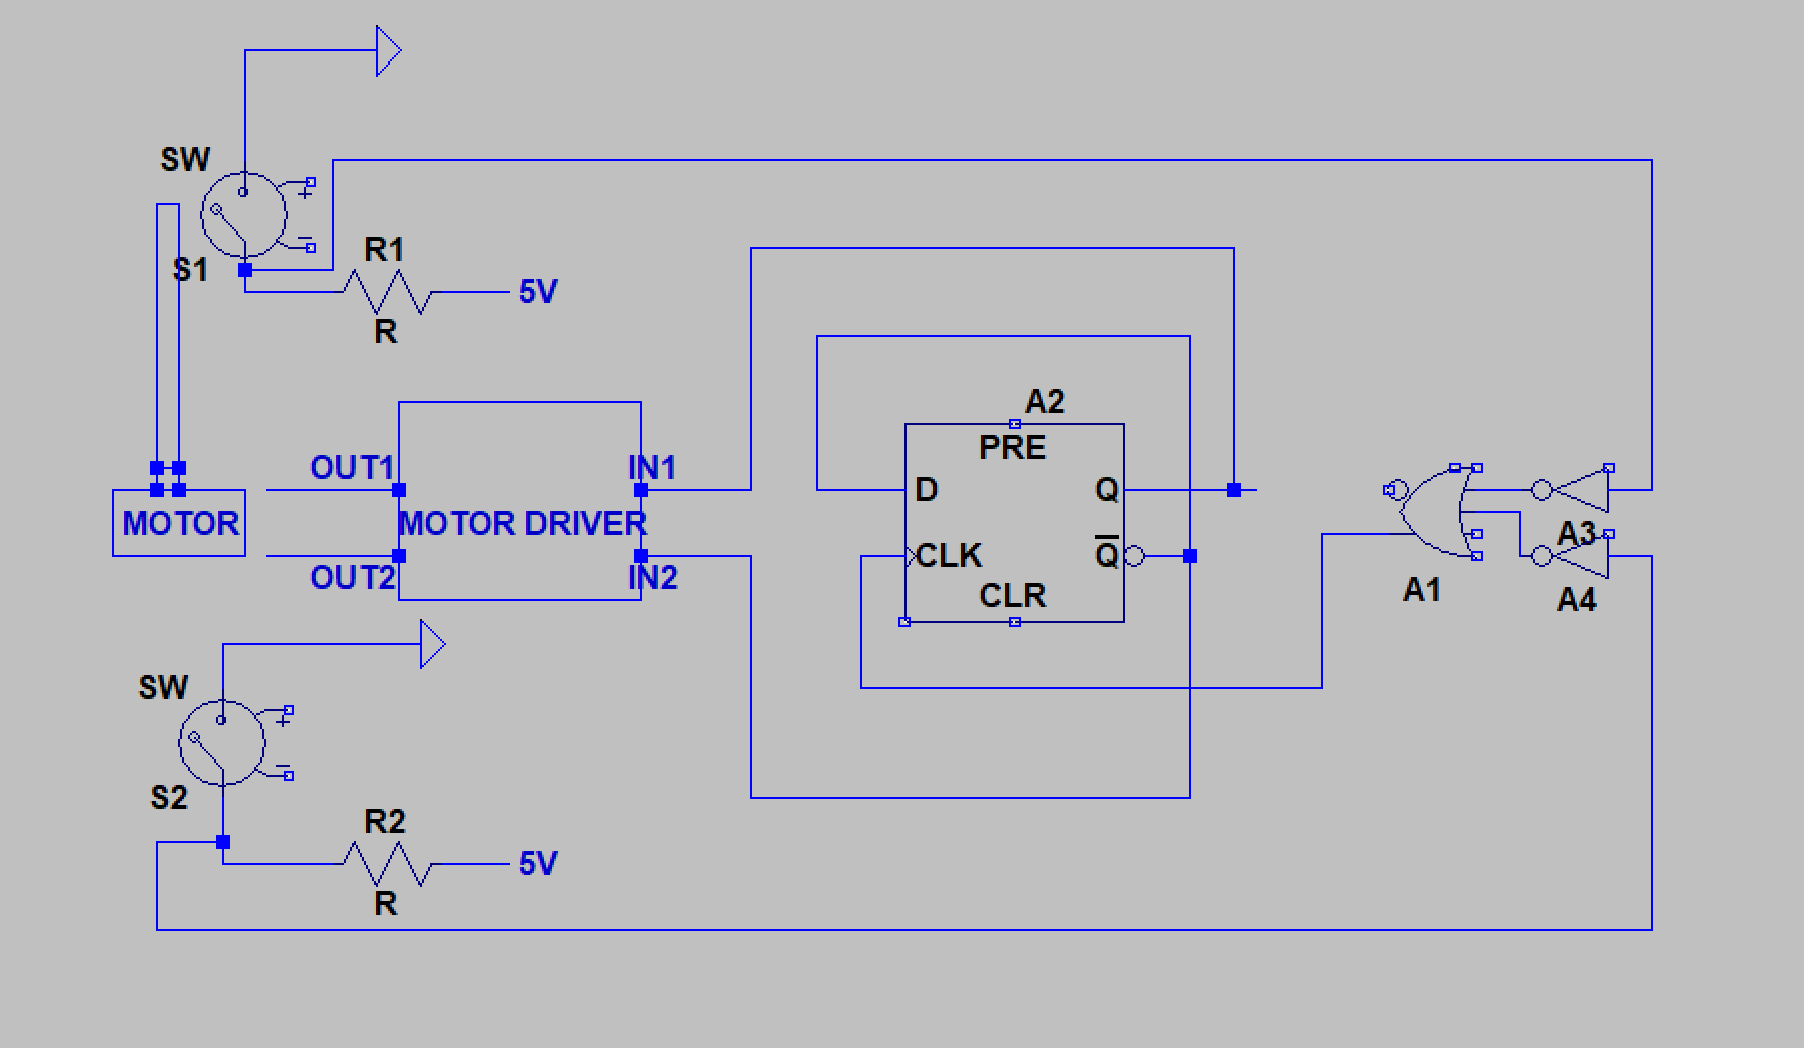 SW
S1
R1
R
5V
A2
PRE
D
Q
CLK
Q
CLR
OUT1
IN1
MOTOR
MOTOR DRIVER
OUT2
IN2
A3
A1
A4
SW
S2
R2
R
5V